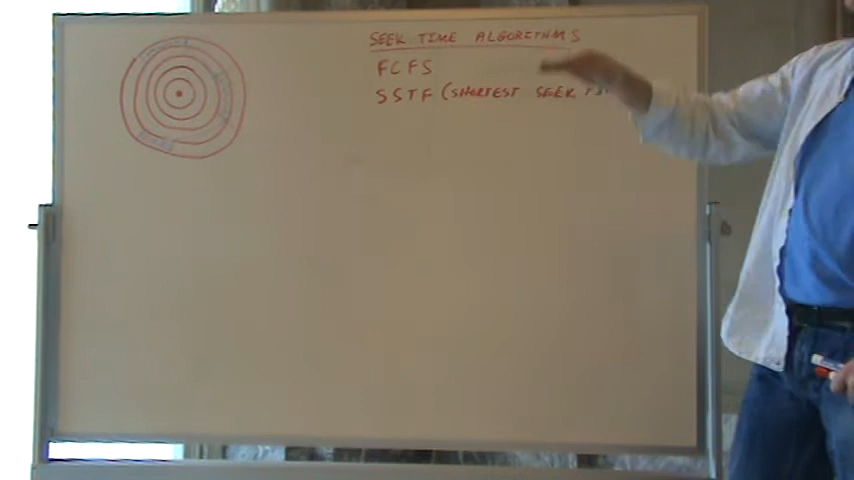 SEEK TIME ALGORITHMS
FCFS
SSTF (SHORTEST SEEK